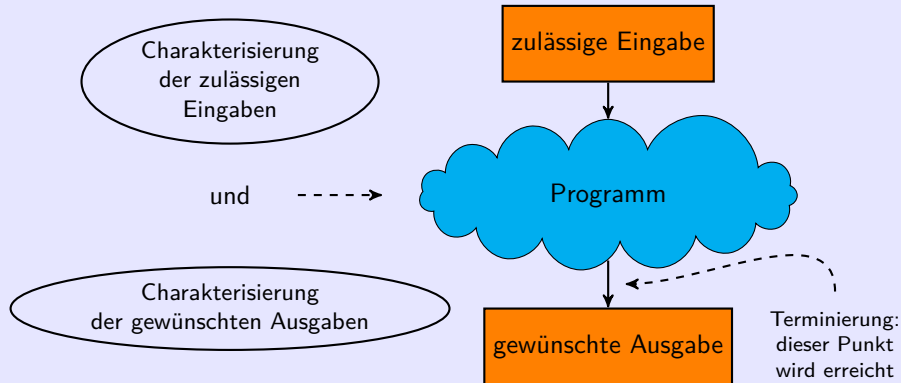 Charakterisierung
der zulässigen
Eingaben
und
Charakterisierung
der gewünschten Ausgaben
zulässige Eingabe
Programm
gewünschte Ausgabe
Terminierung:
dieser Punkt
wird erreicht